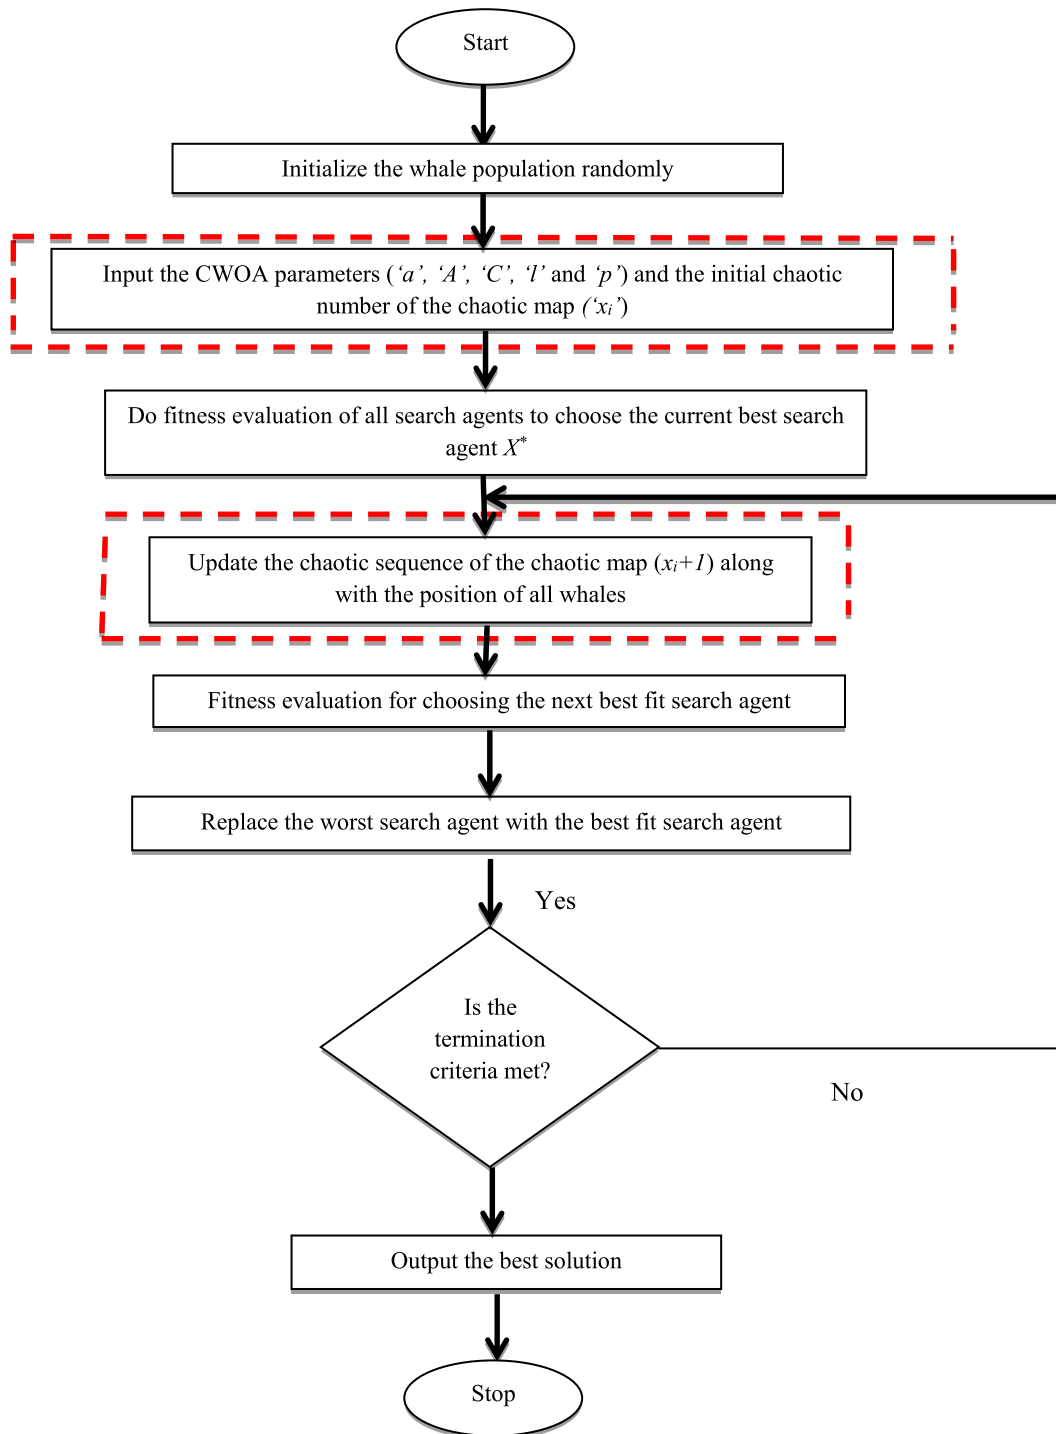 Start
Initialize the whale population randomly
Input the CWOA parameters (‘a’, ‘A’, ‘C’, ‘l’ and ‘p’) and the initial chaotic
number of the chaotic map (‘xᵢ’)
Do fitness evaluation of all search agents to choose the current best search
agent X*
Update the chaotic sequence of the chaotic map (xᵢ+1) along
with the position of all whales
Fitness evaluation for choosing the next best fit search agent
Replace the worst search agent with the best fit search agent
Yes
Is the
termination
criteria met?
No
Output the best solution
Stop